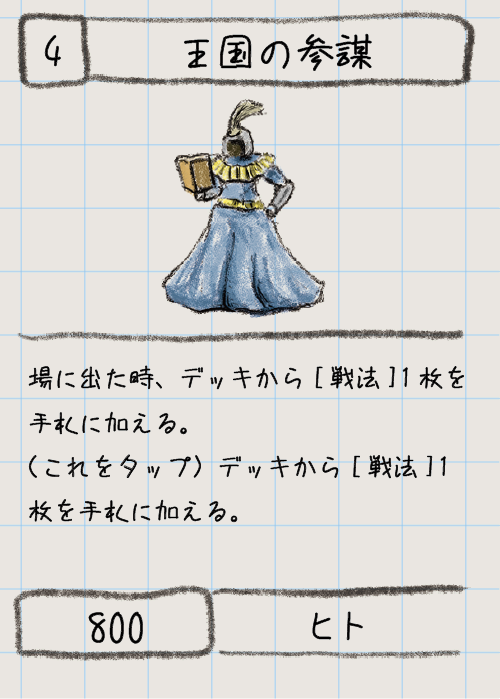 4
王国の参謀
場に出た時、デッキから[戦法]1枚を
手札に加える。
(これをタップ)デッキから[戦法]1
枚を手札に加える。
800
ヒト